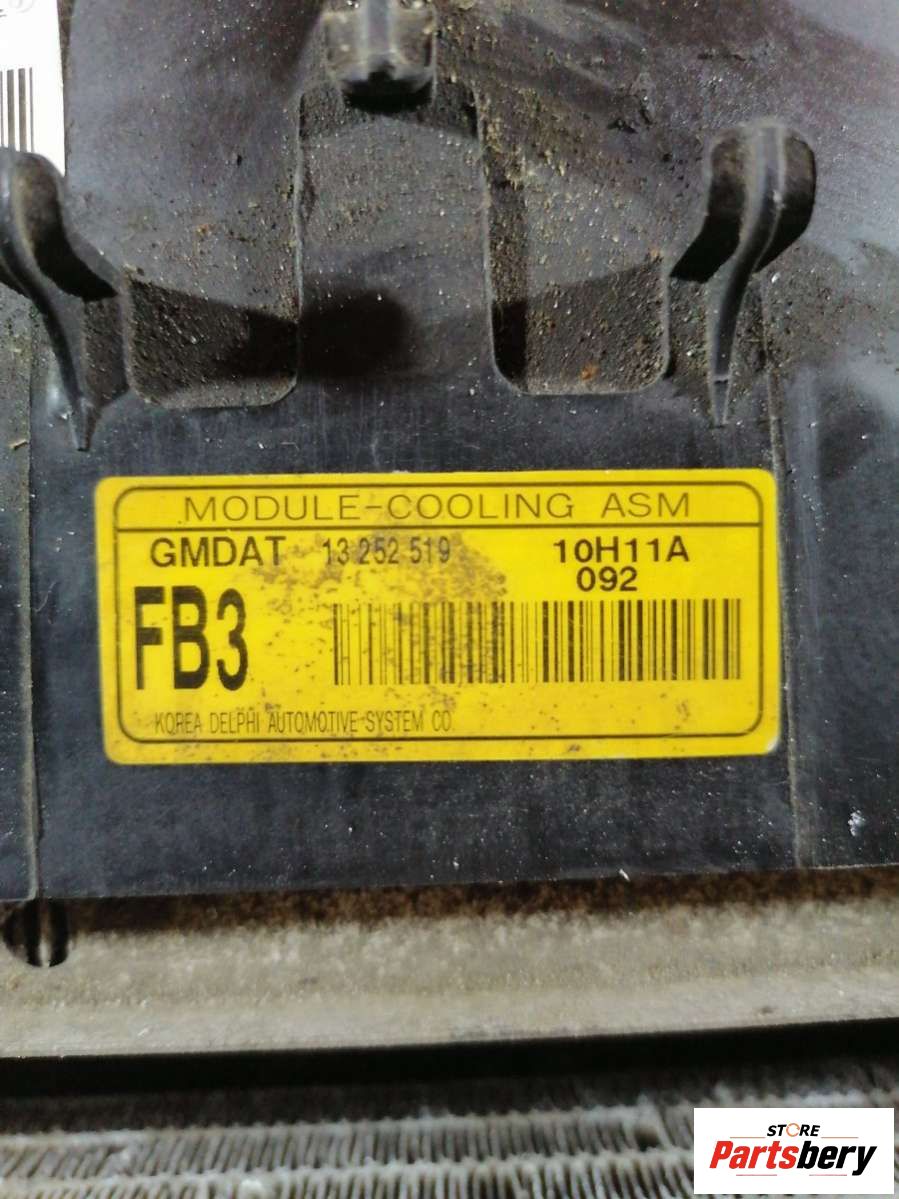 MODULE-COOLING ASM
GMDAT 13 252 519 10H11A
092
FB3
KOREA DELPHI AUTOMOTIVE SYSTEM CO.
STORE
Partsbery